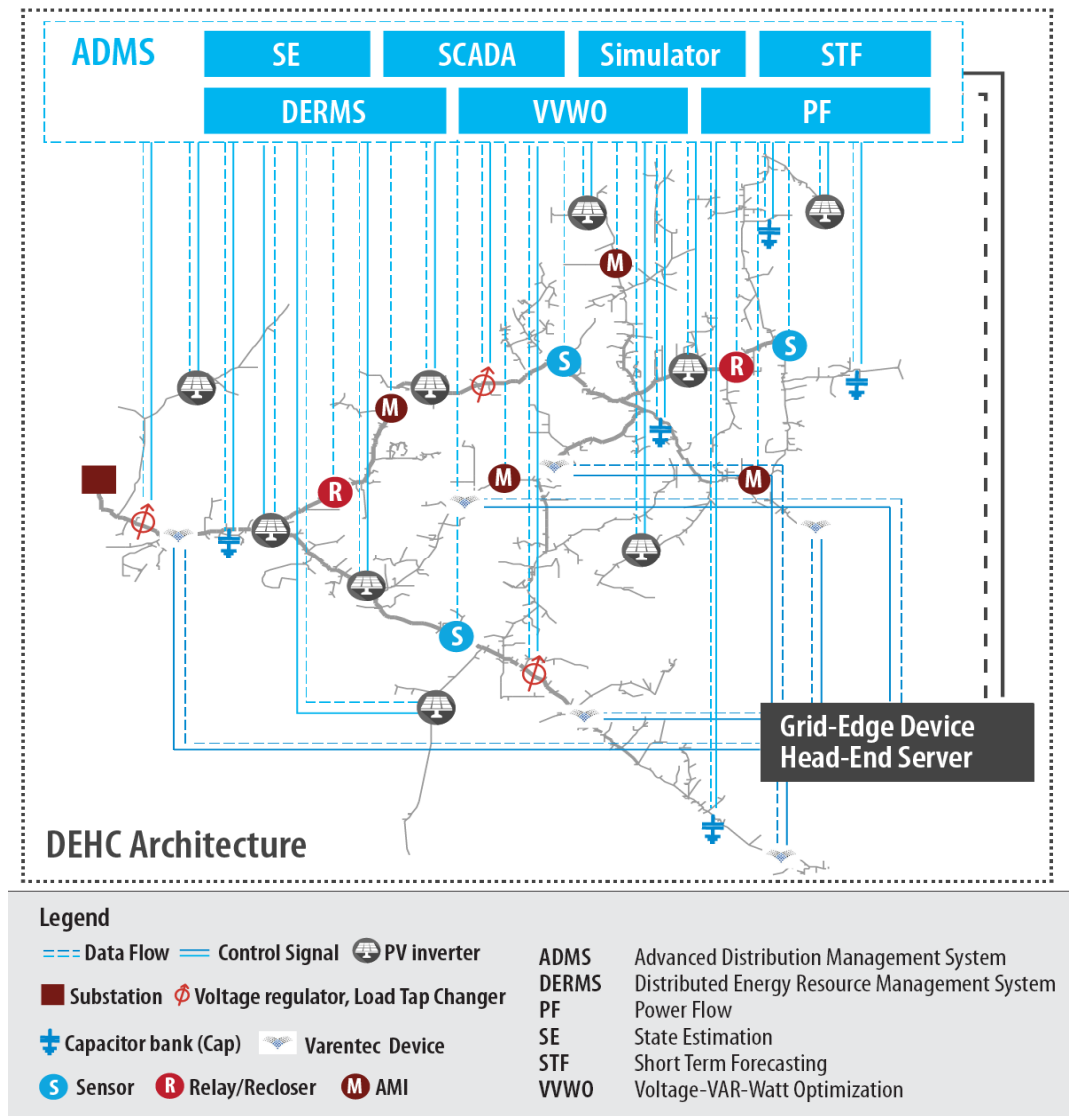 ADMS
SE
SCADA
Simulator
STF
DERMS
VVWO
PF
M
S
S
R
M
M
M
R
S
Grid-Edge Device
Head-End Server
DEHC Architecture
Legend
Data Flow
Control Signal
PV inverter
Substation
Voltage regulator, Load Tap Changer
Capacitor bank (Cap)
Varentec Device
S Sensor
R Relay/Recloser
M AMI
ADMS Advanced Distribution Management System
DERMS Distributed Energy Resource Management System
PF Power Flow
SE State Estimation
STF Short Term Forecasting
VVWO Voltage-VAR-Watt Optimization